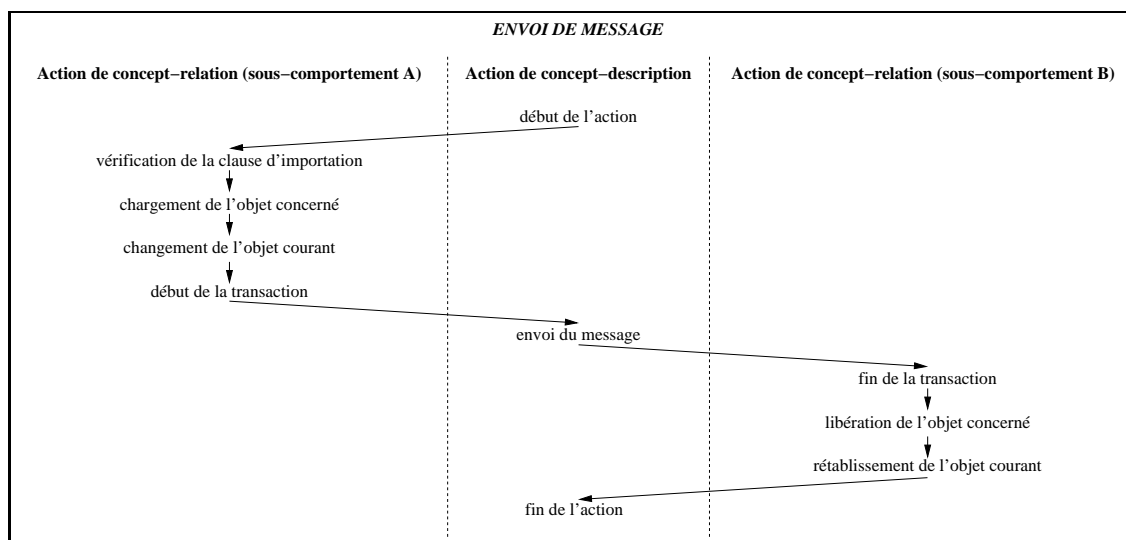 ENVOI DE MESSAGE
Action de concept−relation (sous−comportement A)
Action de concept−description
Action de concept−relation (sous−comportement B)
début de l’action
vérification de la clause d’importation
chargement de l’objet concerné
changement de l’objet courant
début de la transaction
envoi du message
fin de la transaction
libération de l’objet concerné
rétablissement de l’objet courant
fin de l’action